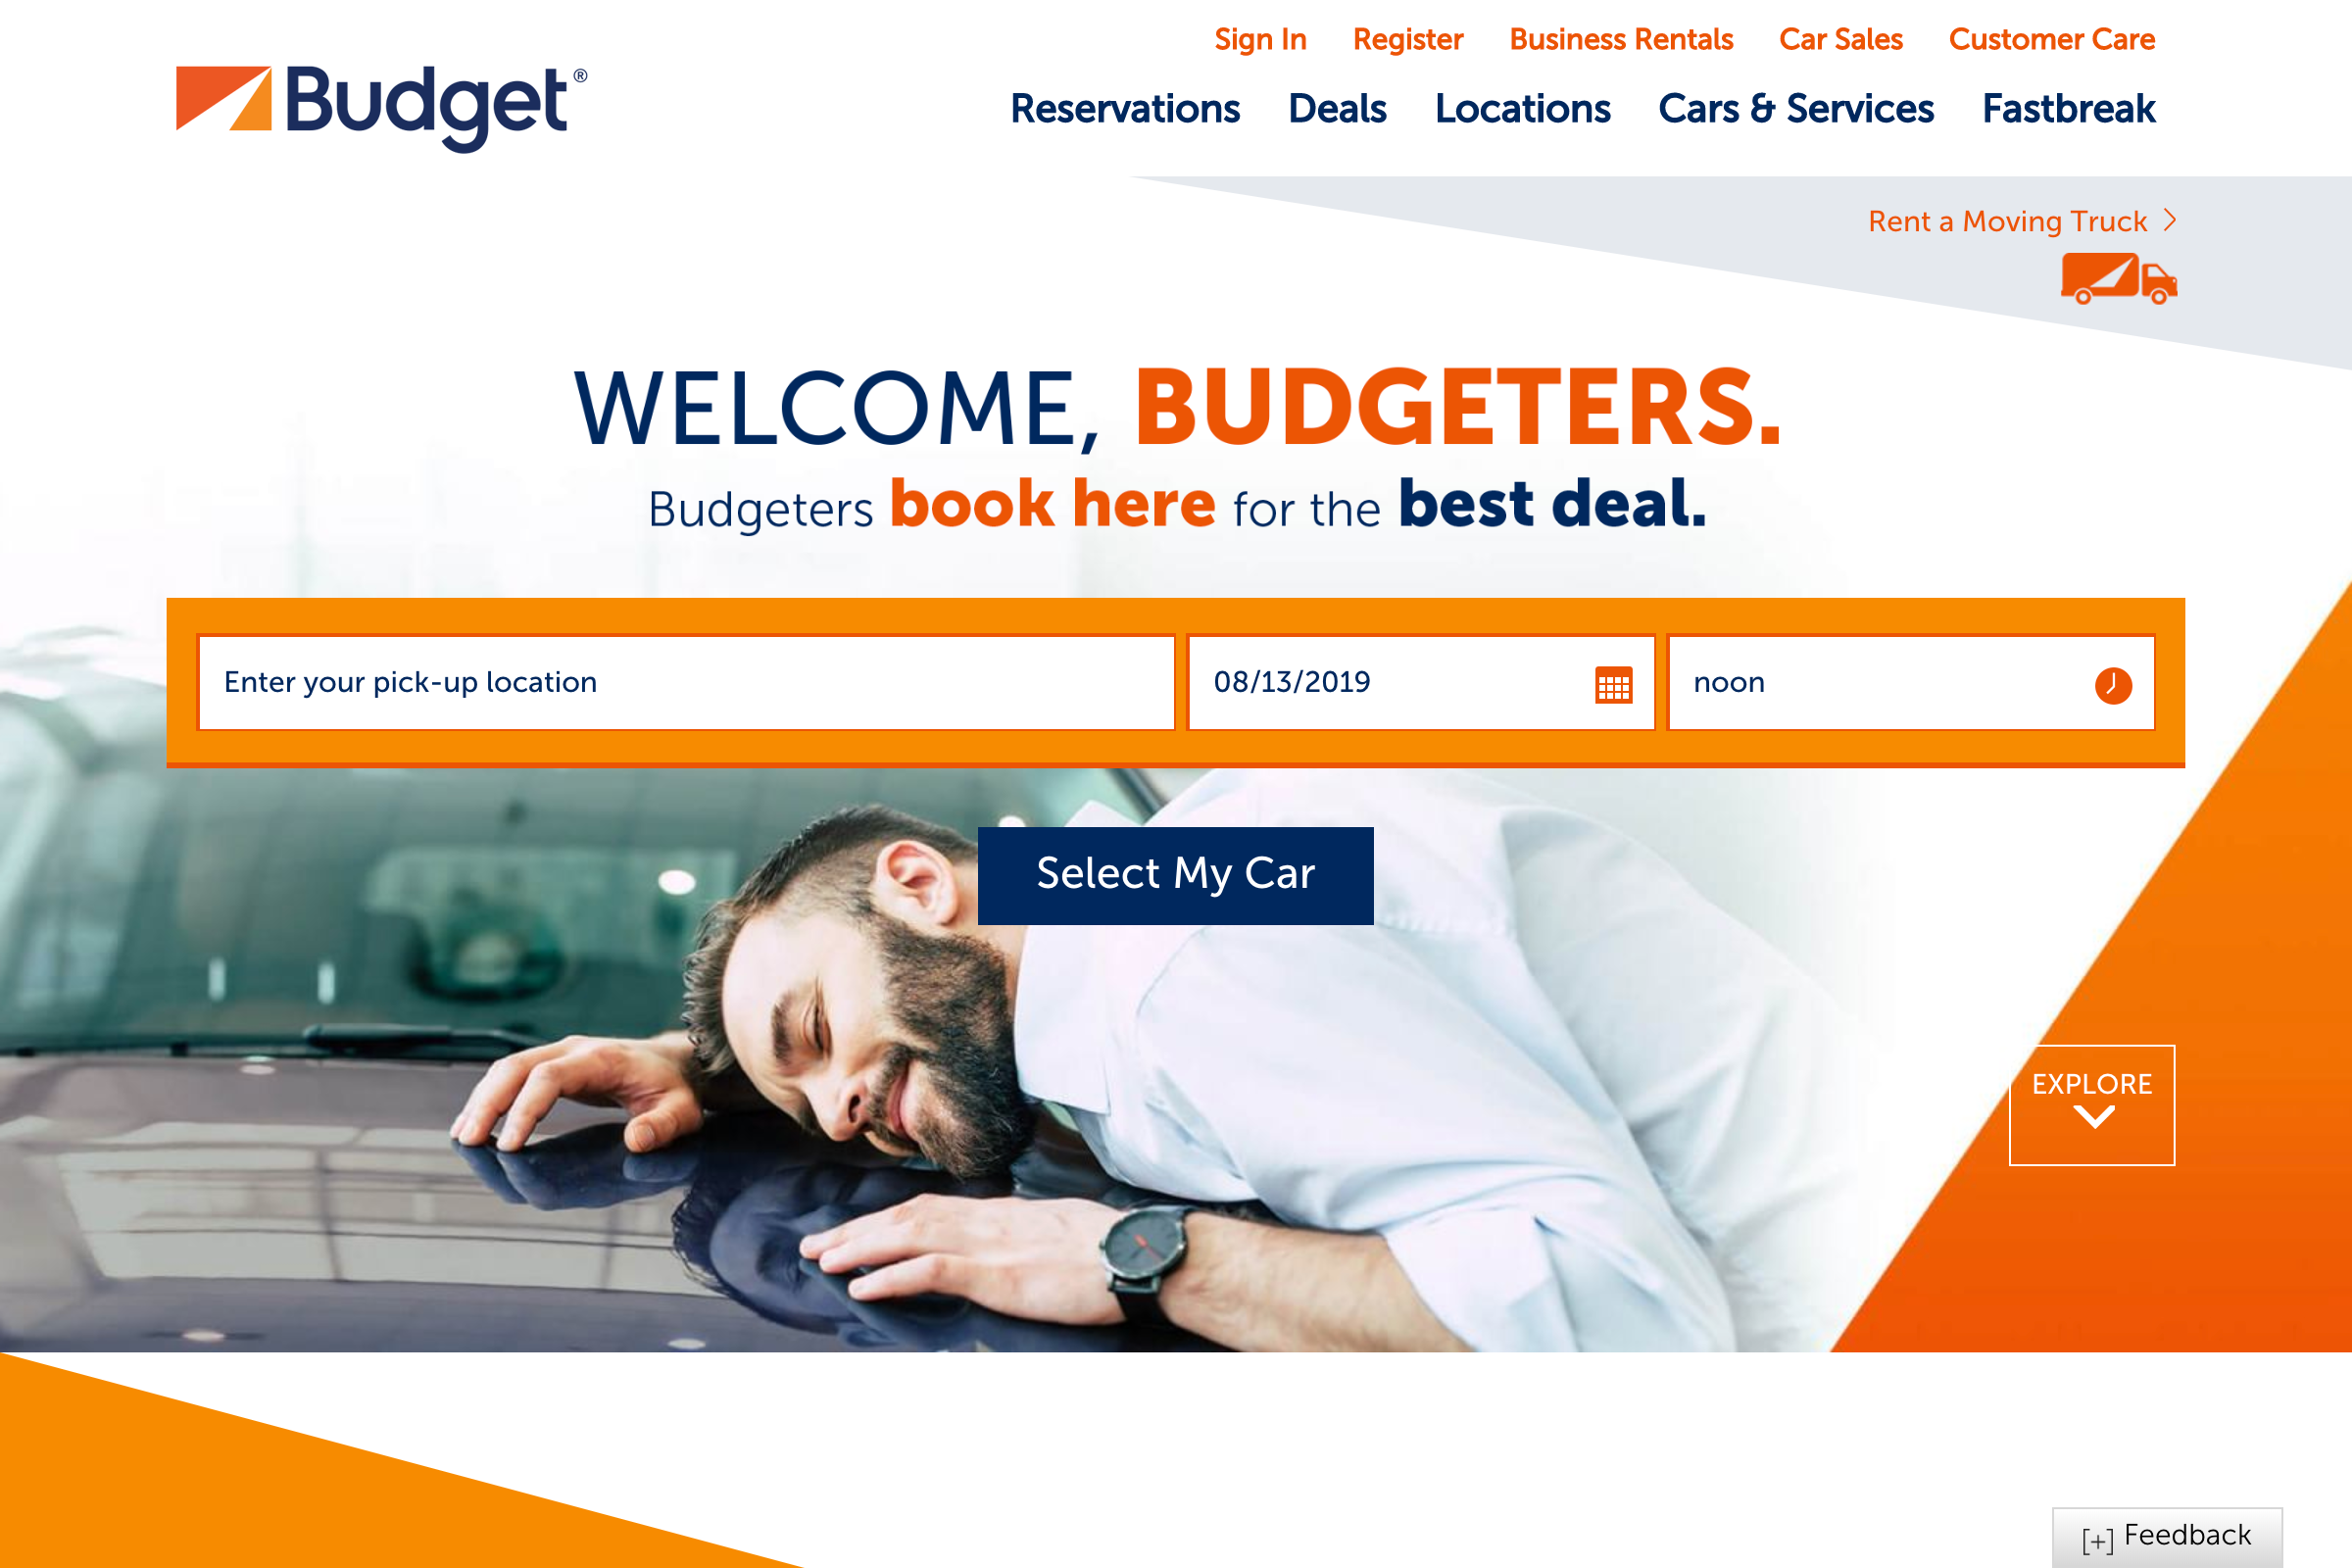 Sign In Register Business Rentals Car Sales Customer Care
Budget®
Reservations Deals Locations Cars & Services Fastbreak
Rent a Moving Truck
WELCOME, BUDGETERS.
Budgeters book here for the best deal.
Enter your pick-up location 08/13/2019 noon
Select My Car
EXPLORE
[+] Feedback